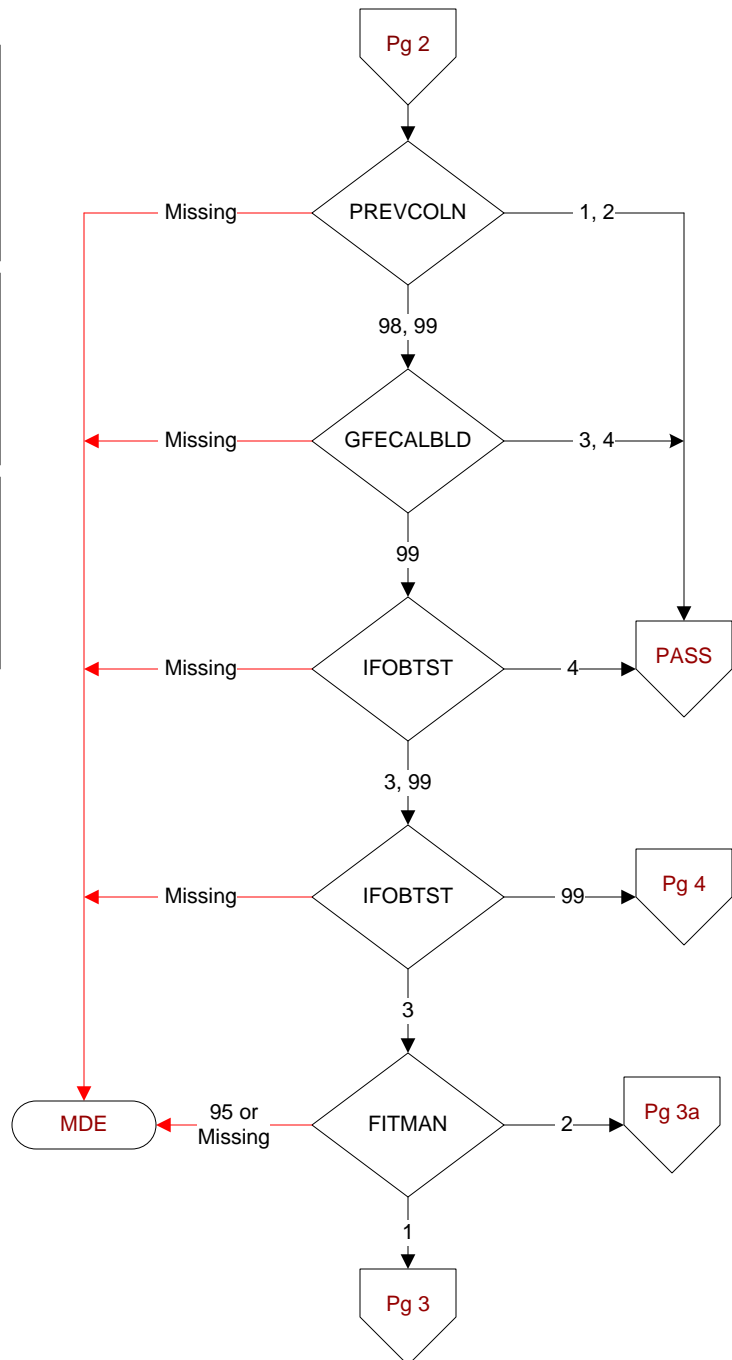 Pg 2
Missing
PREVCOLN
1, 2
98, 99
Missing
GFECALBLD
3, 4
99
Missing
IFOBTST
4
PASS
3, 99
Missing
IFOBTST
99
Pg 4
3
MDE
95 or
Missing
FITMAN
2
Pg 3a
1
Pg 3